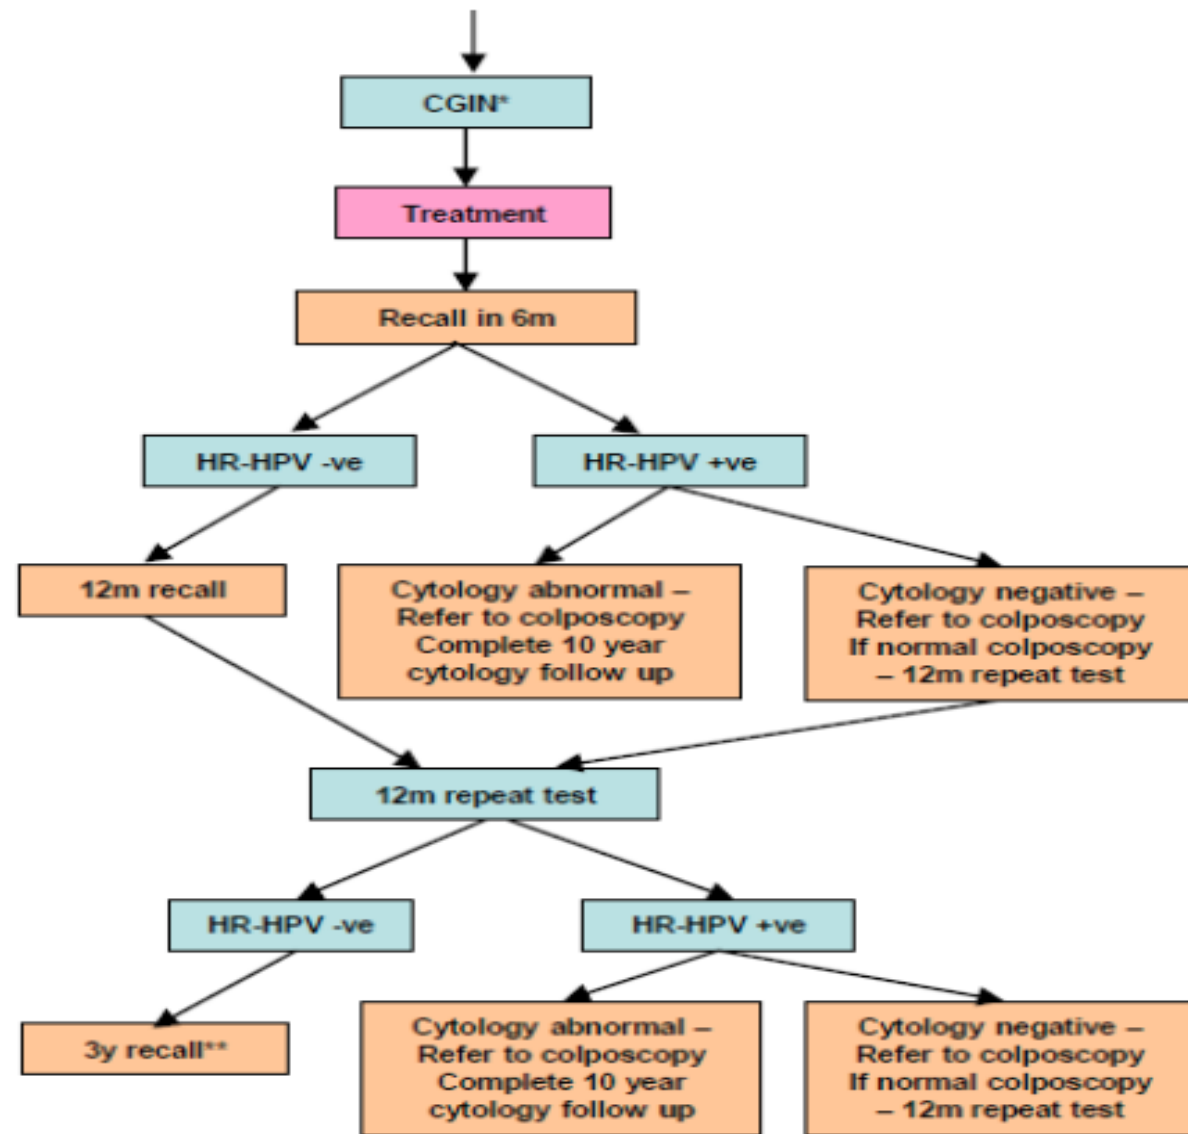 CGIN*
Treatment
Recall in 6m
HR-HPV -ve
HR-HPV +ve
12m recall
Cytology abnormal –
Refer to colposcopy
Complete 10 year
cytology follow up
Cytology negative –
Refer to colposcopy
If normal colposcopy
– 12m repeat test
12m repeat test
HR-HPV -ve
HR-HPV +ve
3y recall**
Cytology abnormal –
Refer to colposcopy
Complete 10 year
cytology follow up
Cytology negative –
Refer to colposcopy
If normal colposcopy
– 12m repeat test